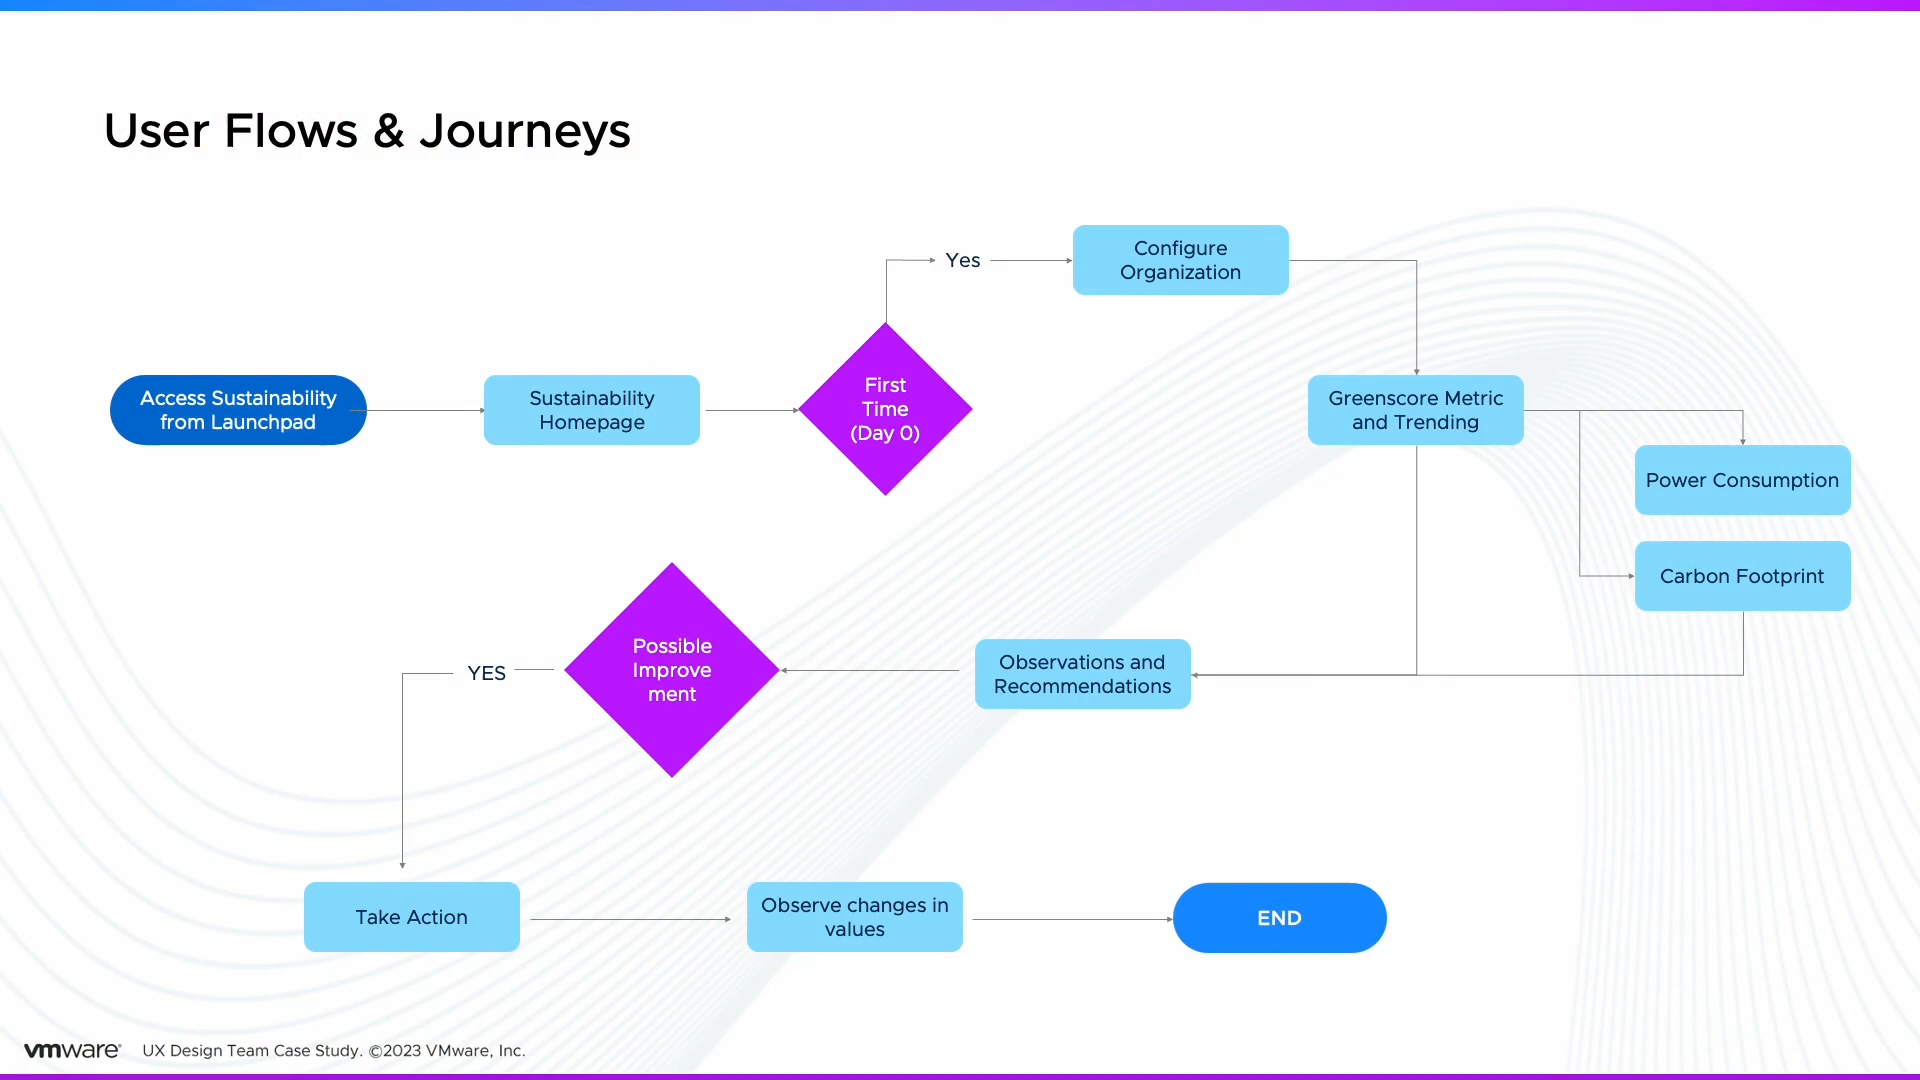 User Flows & Journeys
Yes
Configure
Organization
Access Sustainability
from Launchpad
Sustainability
Homepage
First
Time
(Day 0)
Greenscore Metric
and Trending
Power Consumption
Carbon Footprint
Observations and
Recommendations
Possible
Improve
ment
YES
Take Action
Observe changes in
values
END
vmware® UX Design Team Case Study. ©2023 VMware, Inc.